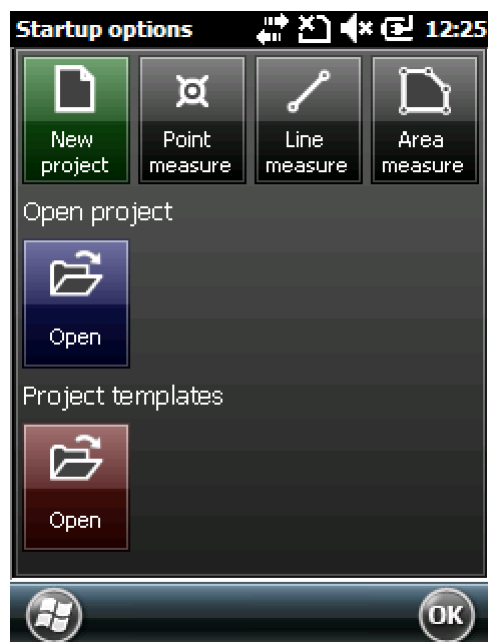 Startup options 12:25
New project
Point measure
Line measure
Area measure
Open project
Open
Project templates
Open
OK